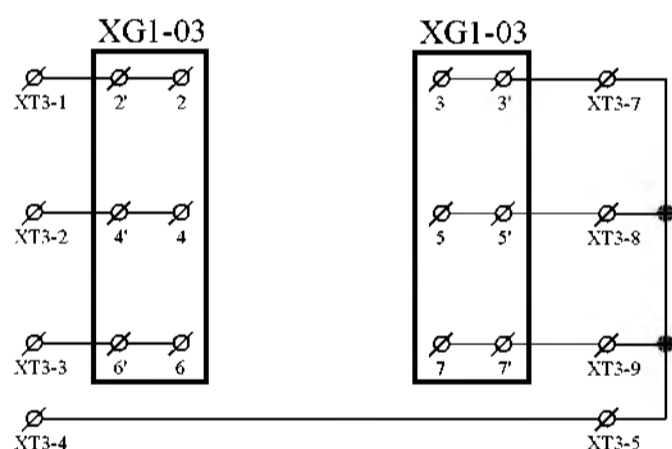 XG1-03 XG1-03
XT3-1 2' 2 3 3' XT3-7
XT3-2 4' 4 5 5' XT3-8
XT3-3 6' 6 7 7' XT3-9
XT3-4 XT3-5